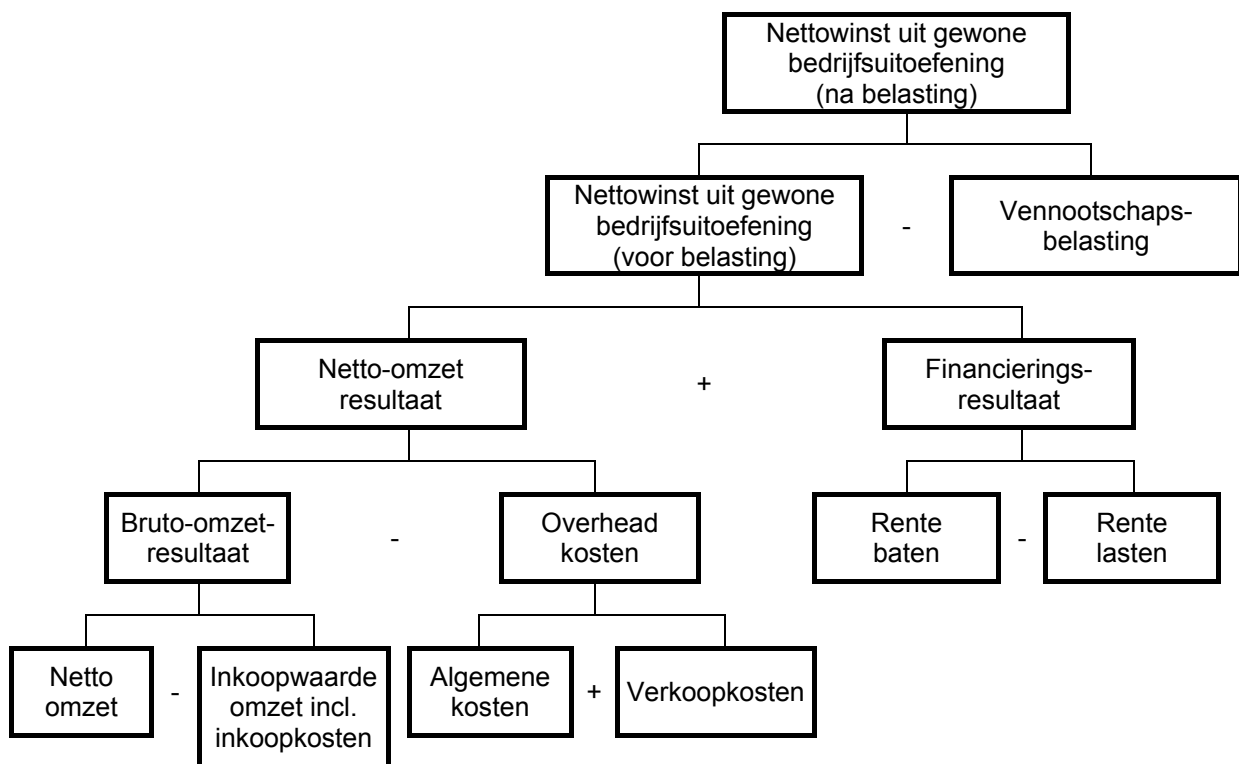 Nettowinst uit gewone
bedrijfsuitoefening
(na belasting)
Nettowinst uit gewone
bedrijfsuitoefening
(voor belasting)
-
Vennootschaps-
belasting
Netto-omzet
resultaat
+
Financierings-
resultaat
Bruto-omzet-
resultaat
-
Overhead
kosten
Rente
baten
-
Rente
lasten
Netto
omzet
-
Inkoopwaarde
omzet incl.
inkoopkosten
Algemene
kosten
+
Verkoopkosten